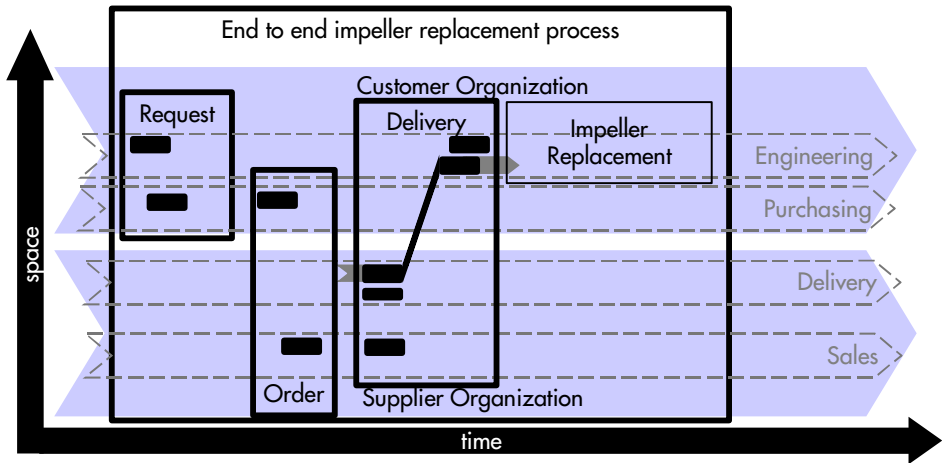 End to end impeller replacement process
Customer Organization
Request
Delivery
Impeller
Replacement
Engineering
Purchasing
space
Delivery
Sales
Order
Supplier Organization
time